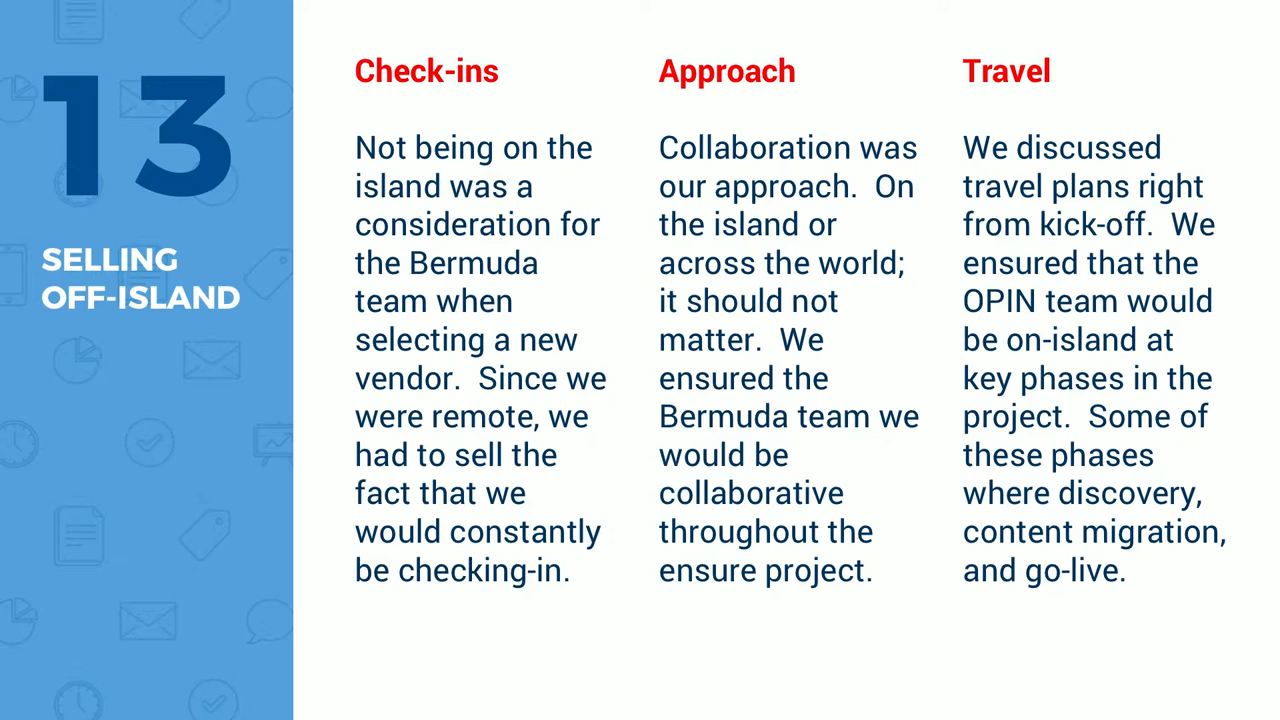 13
SELLING
OFF-ISLAND
Check-ins
Not being on the
island was a
consideration for
the Bermuda
team when
selecting a new
vendor.  Since we
were remote, we
had to sell the
fact that we
would constantly
be checking-in.
Approach
Collaboration was
our approach.  On
the island or
across the world;
it should not
matter.  We
ensured the
Bermuda team we
would be
collaborative
throughout the
ensure project.
Travel
We discussed
travel plans right
from kick-off.  We
ensured that the
OPIN team would
be on-island at
key phases in the
project.  Some of
these phases
where discovery,
content migration,
and go-live.